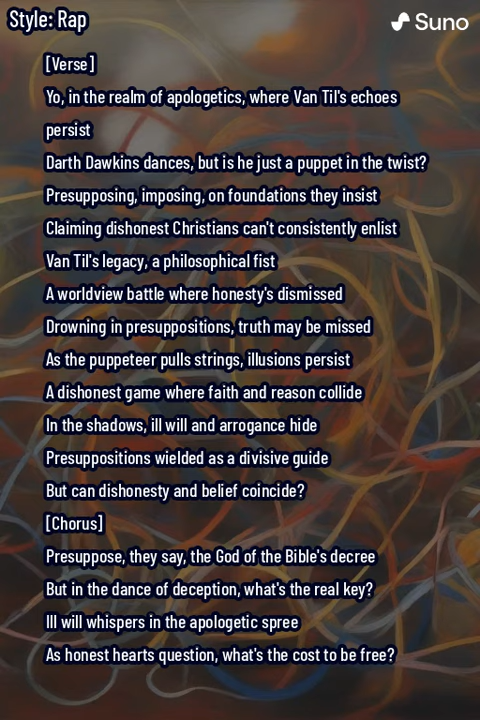 Style: Rap
Suno
[Verse]
Yo, in the realm of apologetics, where Van Til's echoes
persist
Darth Dawkins dances, but is he just a puppet in the twist?
Presupposing, imposing, on foundations they insist
Claiming dishonest Christians can't consistently enlist
Van Til's legacy, a philosophical fist
A worldview battle where honesty's dismissed
Drowning in presuppositions, truth may be missed
As the puppeteer pulls strings, illusions persist
A dishonest game where faith and reason collide
In the shadows, ill will and arrogance hide
Presuppositions wielded as a divisive guide
But can dishonesty and belief coincide?
[Chorus]
Presuppose, they say, the God of the Bible's decree
But in the dance of deception, what's the real key?
Ill will whispers in the apologetic spree
As honest hearts question, what's the cost to be free?